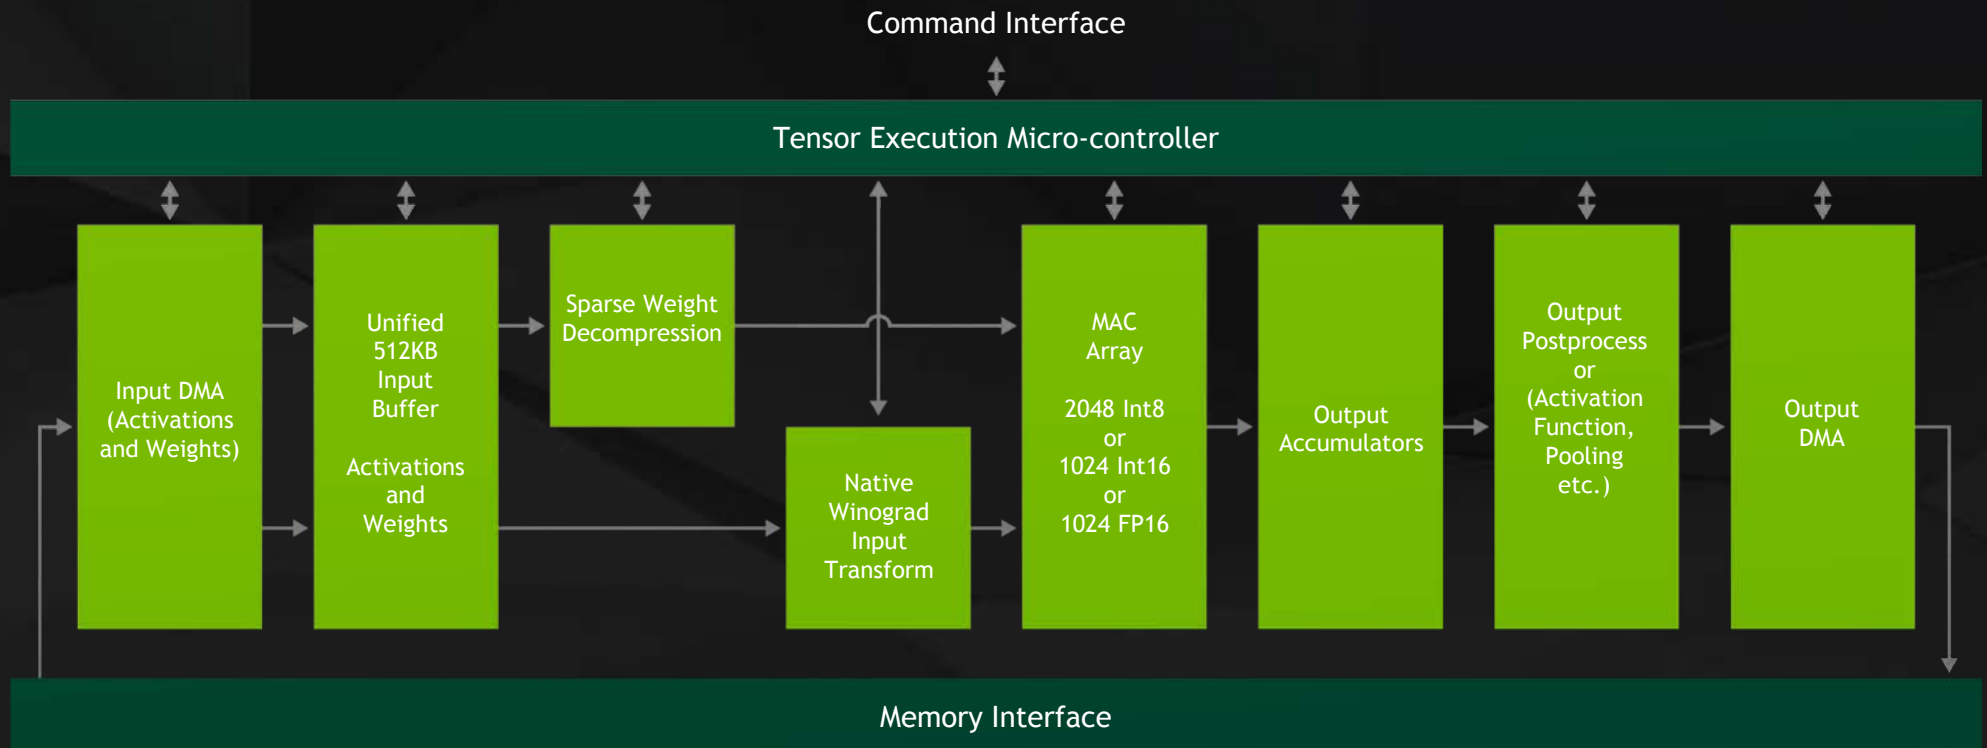 Command Interface
Tensor Execution Micro-controller
Input DMA
(Activations
and Weights)
Unified
512KB
Input
Buffer
Activations
and
Weights
Sparse Weight
Decompression
Native
Winograd
Input
Transform
MAC
Array
2048 Int8
or
1024 Int16
or
1024 FP16
Output
Accumulators
Output
Postprocess
or
(Activation
Function,
Pooling
etc.)
Output
DMA
Memory Interface